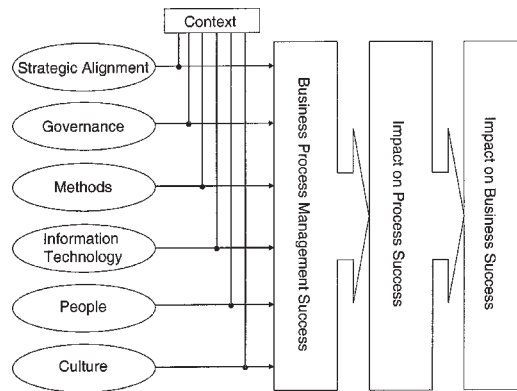 Context
Strategic Alignment
Governance
Methods
Information
Technology
People
Culture
Business Process Management Success
Impact on Process Success
Impact on Business Success